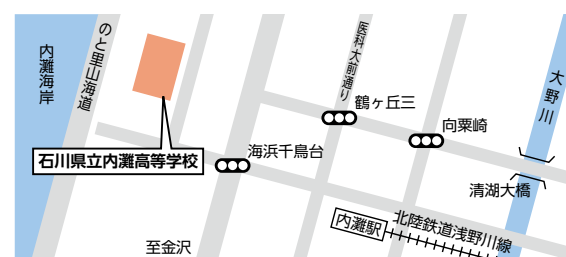 内灘海岸
のと里山海道
石川県立内灘高等学校
医科大前通り
鶴ヶ丘三
向粟崎
大野川
海浜千鳥台
清湖大橋
内灘駅
北陸鉄道浅野川線
至金沢